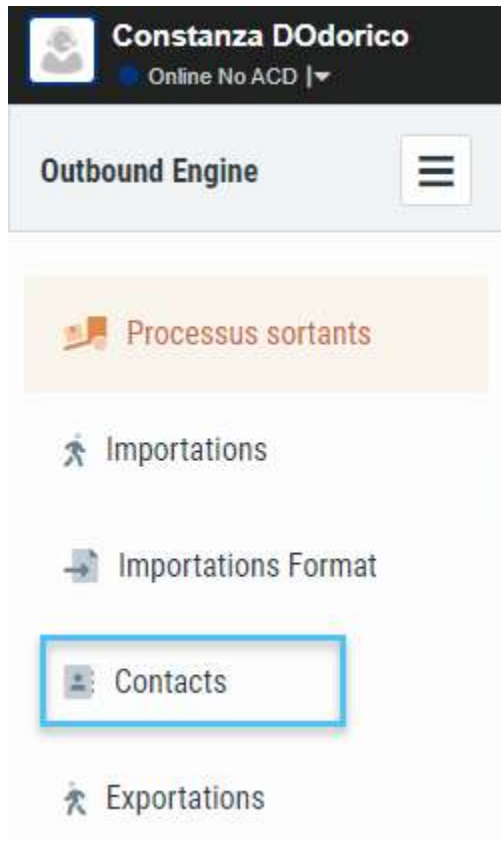 Constanza DOdorico
Online No ACD
Outbound Engine
Processus sortants
Importations
Importations Format
Contacts
Exportations